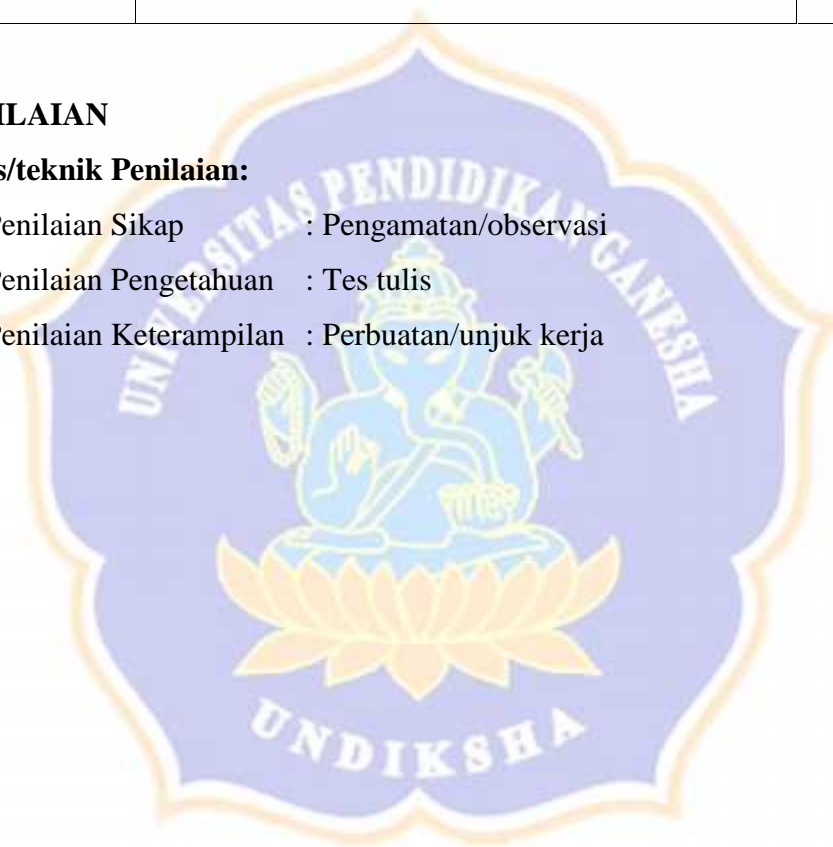 ILAIAN
s/teknik Penilaian:
Penilaian Sikap : Pengamatan/observasi
Penilaian Pengetahuan : Tes tulis
Penilaian Keterampilan : Perbuatan/unjuk kerja
UNIVERSITAS PENDIDIKAN GANESHA
UNDIKSHA